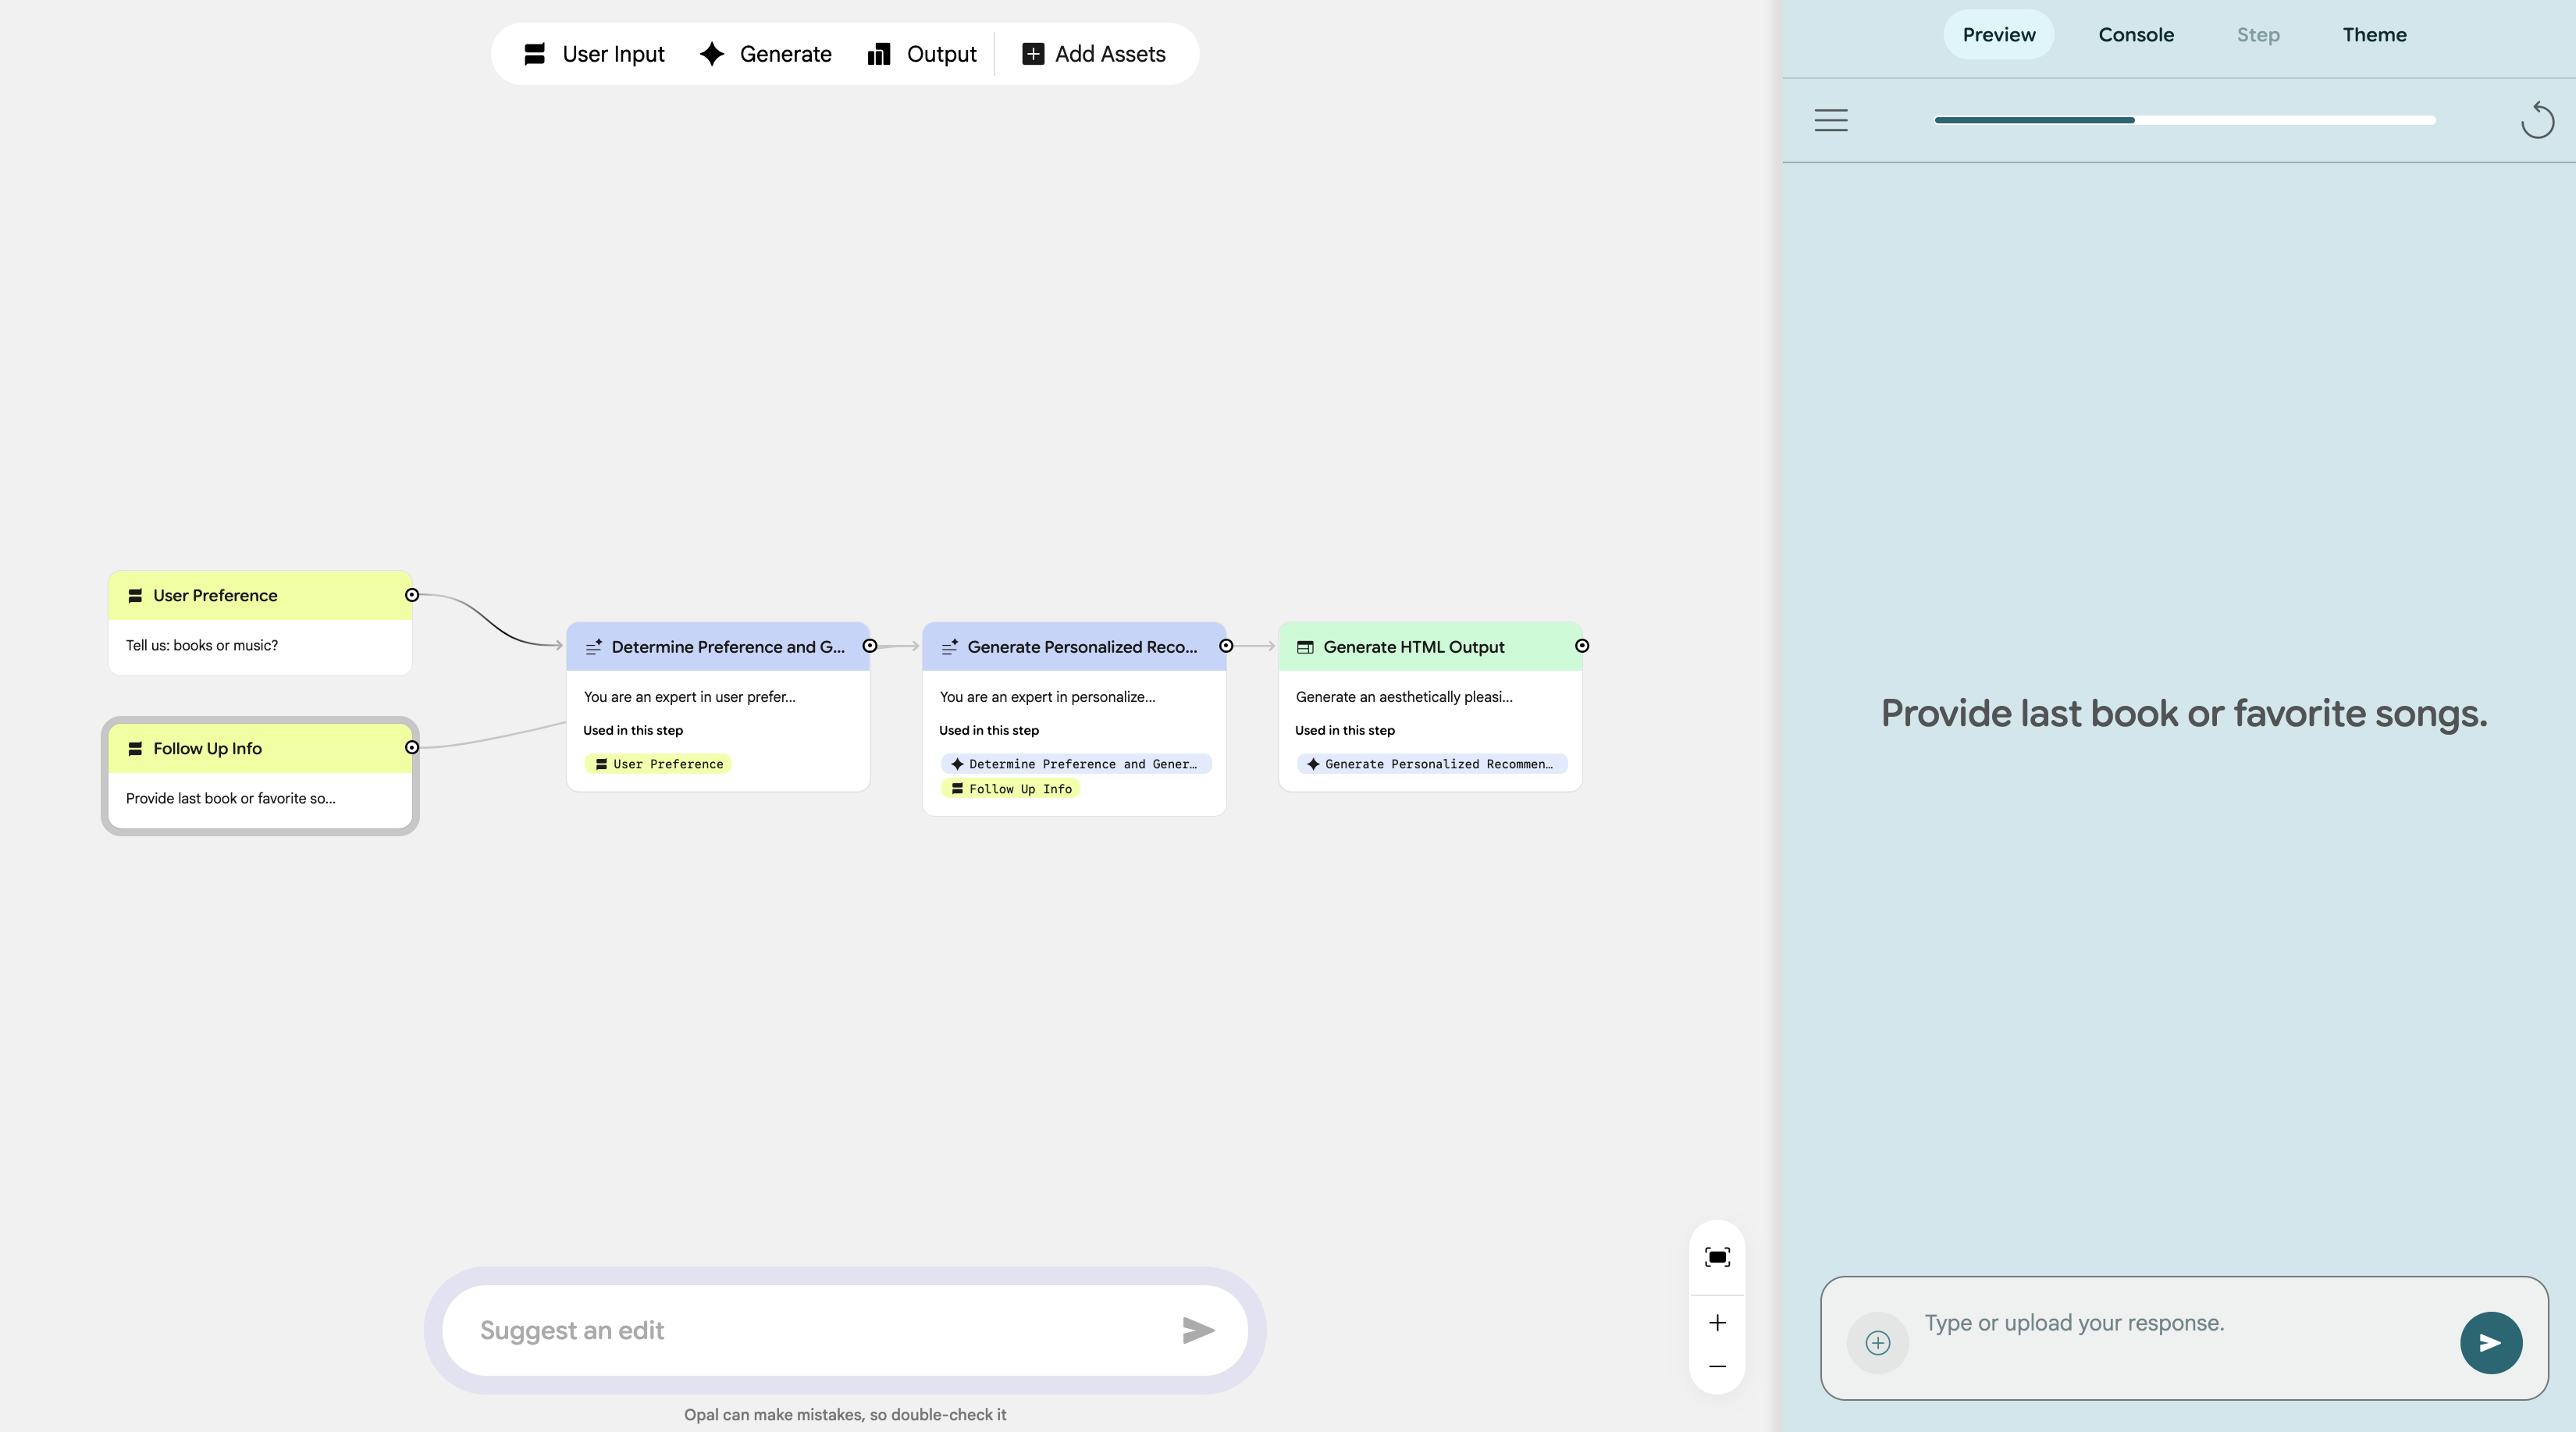 User Input
Generate
Output
Add Assets
Preview
Console
Step
Theme
User Preference
Tell us: books or music?
Follow Up Info
Provide last book or favorite so...
Determine Preference and G...
You are an expert in user prefer...
Used in this step
User Preference
Generate Personalized Reco...
You are an expert in personalize...
Used in this step
Determine Preference and Gener…
Follow Up Info
Generate HTML Output
Generate an aesthetically pleasi...
Used in this step
Generate Personalized Recommen…
Provide last book or favorite songs.
Suggest an edit
Opal can make mistakes, so double-check it
Type or upload your response.